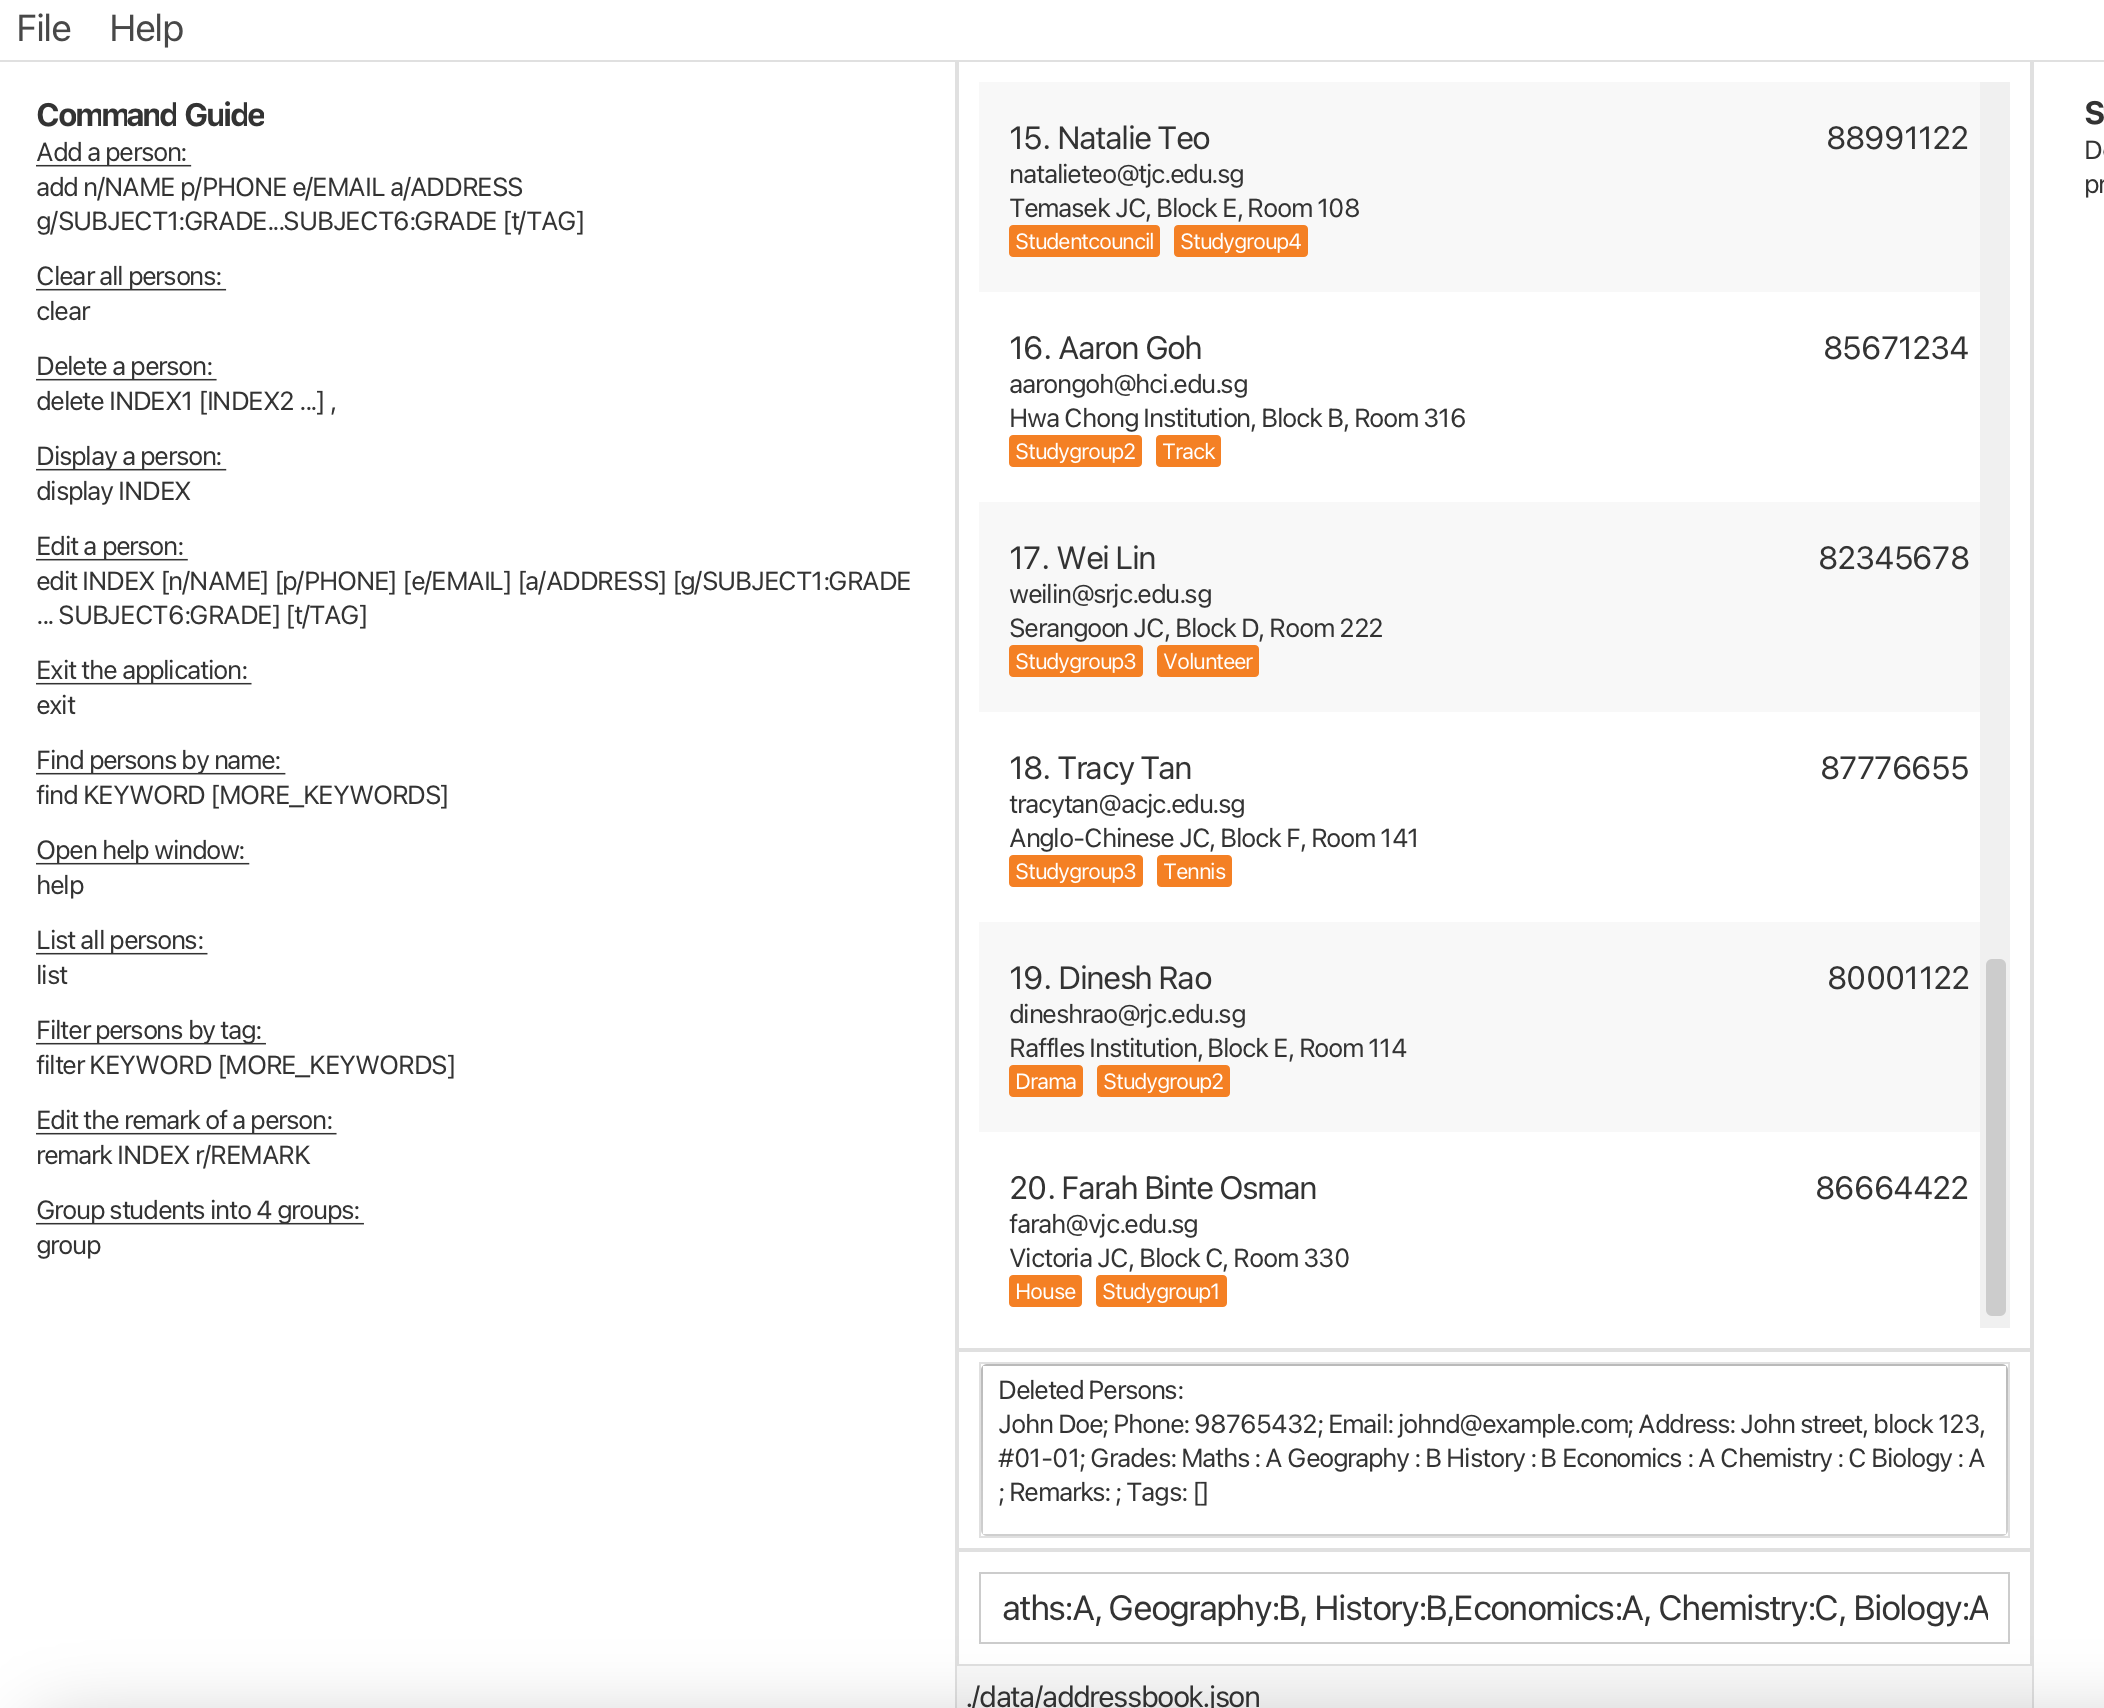 File Help
Command Guide
Add a person:
add n/NAME p/PHONE e/EMAIL a/ADDRESS
g/SUBJECT1:GRADE...SUBJECT6:GRADE [t/TAG]
Clear all persons:
clear
Delete a person:
delete INDEX1 [INDEX2 ...] ,
Display a person:
display INDEX
Edit a person:
edit INDEX [n/NAME] [p/PHONE] [e/EMAIL] [a/ADDRESS] [g/SUBJECT1:GRADE
... SUBJECT6:GRADE] [t/TAG]
Exit the application:
exit
Find persons by name:
find KEYWORD [MORE_KEYWORDS]
Open help window:
help
List all persons:
list
Filter persons by tag:
filter KEYWORD [MORE_KEYWORDS]
Edit the remark of a person:
remark INDEX r/REMARK
Group students into 4 groups:
group
15. Natalie Teo 88991122
natalieteo@tjc.edu.sg
Temasek JC, Block E, Room 108
Studentcouncil Studygroup4
16. Aaron Goh 85671234
aarongoh@hci.edu.sg
Hwa Chong Institution, Block B, Room 316
Studygroup2 Track
17. Wei Lin 82345678
weilin@srjc.edu.sg
Serangoon JC, Block D, Room 222
Studygroup3 Volunteer
18. Tracy Tan 87776655
tracytan@acjc.edu.sg
Anglo-Chinese JC, Block F, Room 141
Studygroup3 Tennis
19. Dinesh Rao 80001122
dineshrao@rjc.edu.sg
Raffles Institution, Block E, Room 114
Drama Studygroup2
20. Farah Binte Osman 86664422
farah@vjc.edu.sg
Victoria JC, Block C, Room 330
House Studygroup1
Deleted Persons:
John Doe; Phone: 98765432; Email: johnd@example.com; Address: John street, block 123,
#01-01; Grades: Maths : A Geography : B History : B Economics : A Chemistry : C Biology : A
; Remarks: ; Tags: []
aths:A, Geography:B, History:B,Economics:A, Chemistry:C, Biology:A
./data/addressbook.json